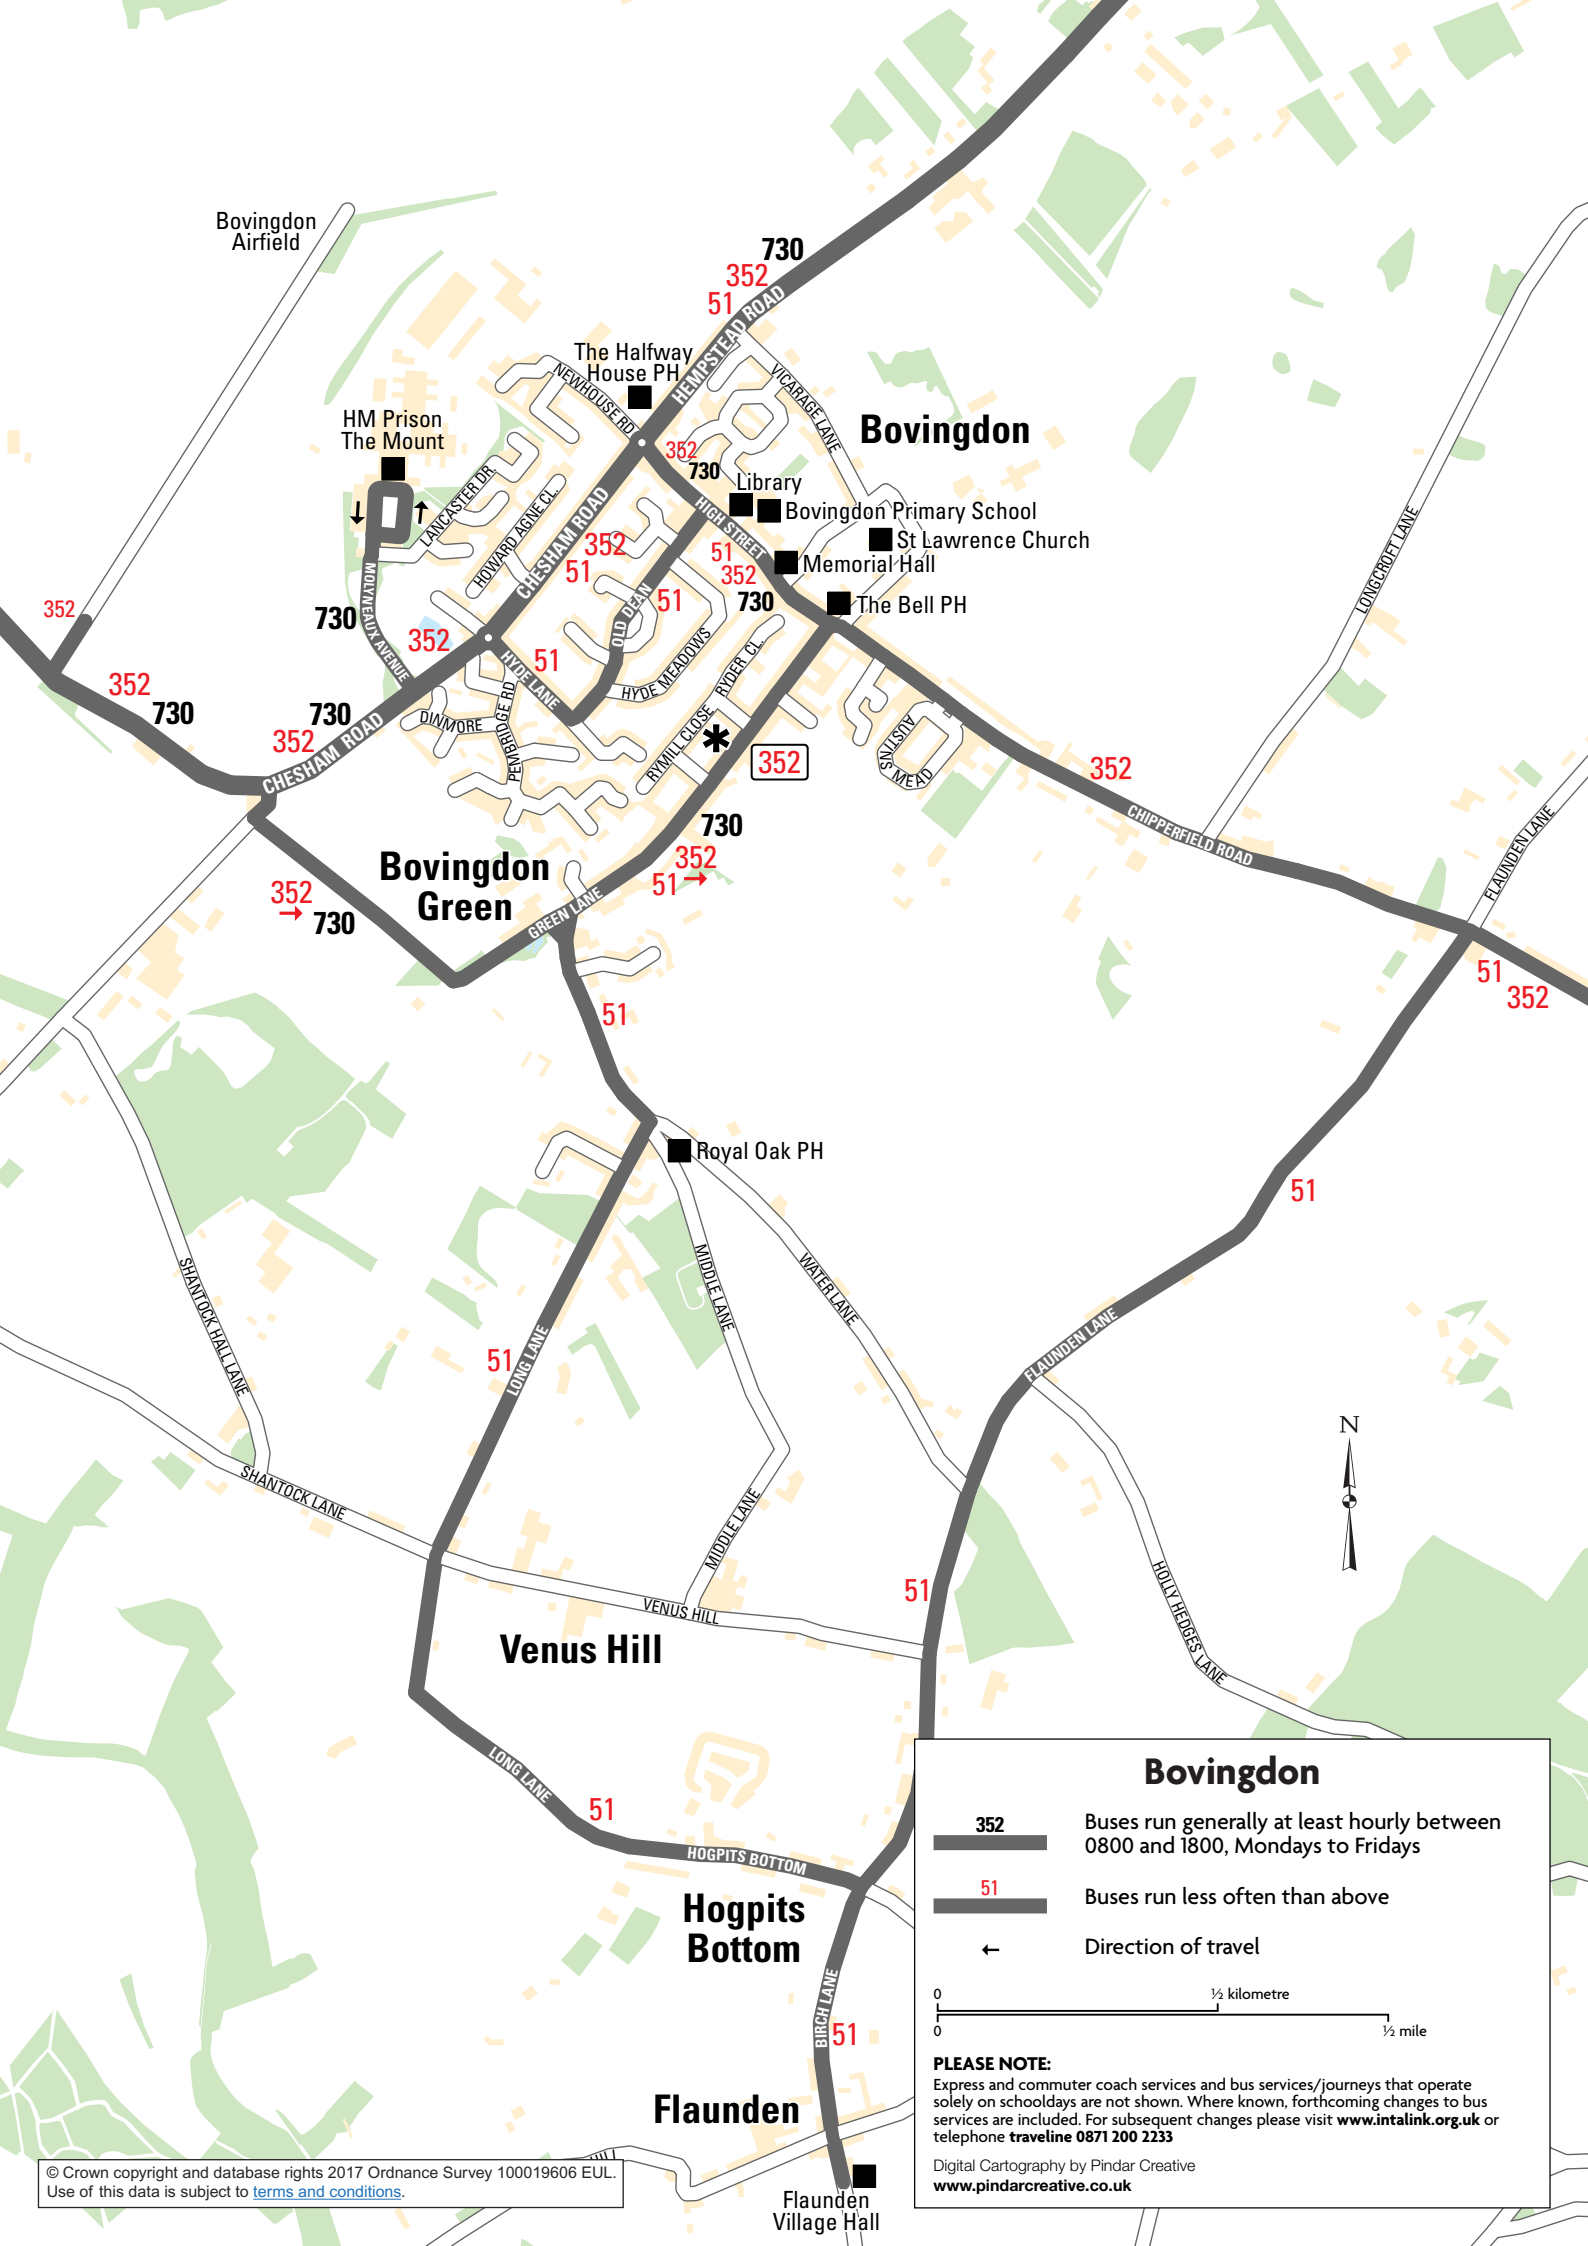 Bovingdon
Airfield
730
352
51
HEMPSTEAD ROAD
The Halfway
House PH
NEWHOUSE RD
VICARAGE LANE
Bovingdon
HM Prison
The Mount
352
730
Library
LANCASTER DR.
HOWARD AGNE CL.
CHESHAM ROAD
HIGH STREET
Bovingdon Primary School
St Lawrence Church
LONGCROFT LANE
352
51
51
352
730
Memorial Hall
The Bell PH
352
MOLYNEAUX AVENUE
730
352
OLD DEAN
51
51
HYDE LANE
HYDE MEADOWS
RYDER CL.
352
730
730
352
CHESHAM ROAD
DINMORE
PEMBRIDGE RD
RYMILL CLOSE
*
352
AUSTINS MEAD
352
CHIPPERFIELD ROAD
FLAUNDEN LANE
730
352
51
Bovingdon
Green
352
730
GREEN LANE
51
352
51
Royal Oak PH
51
SHANTOCK HALL LANE
MIDDLE LANE
WATER LANE
51
LONG LANE
FLAUNDEN LANE
N
SHANTOCK LANE
MIDDLE LANE
51
HOLLY HEDGES LANE
VENUS HILL
Venus Hill
LONG LANE
51
HOGPITS BOTTOM
Hogpits
Bottom
BIRCH LANE
51
Flaunden
HILL
Flaunden
Village Hall
Bovingdon
352
Buses run generally at least hourly between
0800 and 1800, Mondays to Fridays
51
Buses run less often than above
Direction of travel
0
½ kilometre
0
½ mile
PLEASE NOTE:
Express and commuter coach services and bus services/journeys that operate
solely on schooldays are not shown. Where known, forthcoming changes to bus
services are included. For subsequent changes please visit www.intalink.org.uk or
telephone traveline 0871 200 2233
Digital Cartography by Pindar Creative
www.pindarcreative.co.uk
© Crown copyright and database rights 2017 Ordnance Survey 100019606 EUL.
Use of this data is subject to terms and conditions.